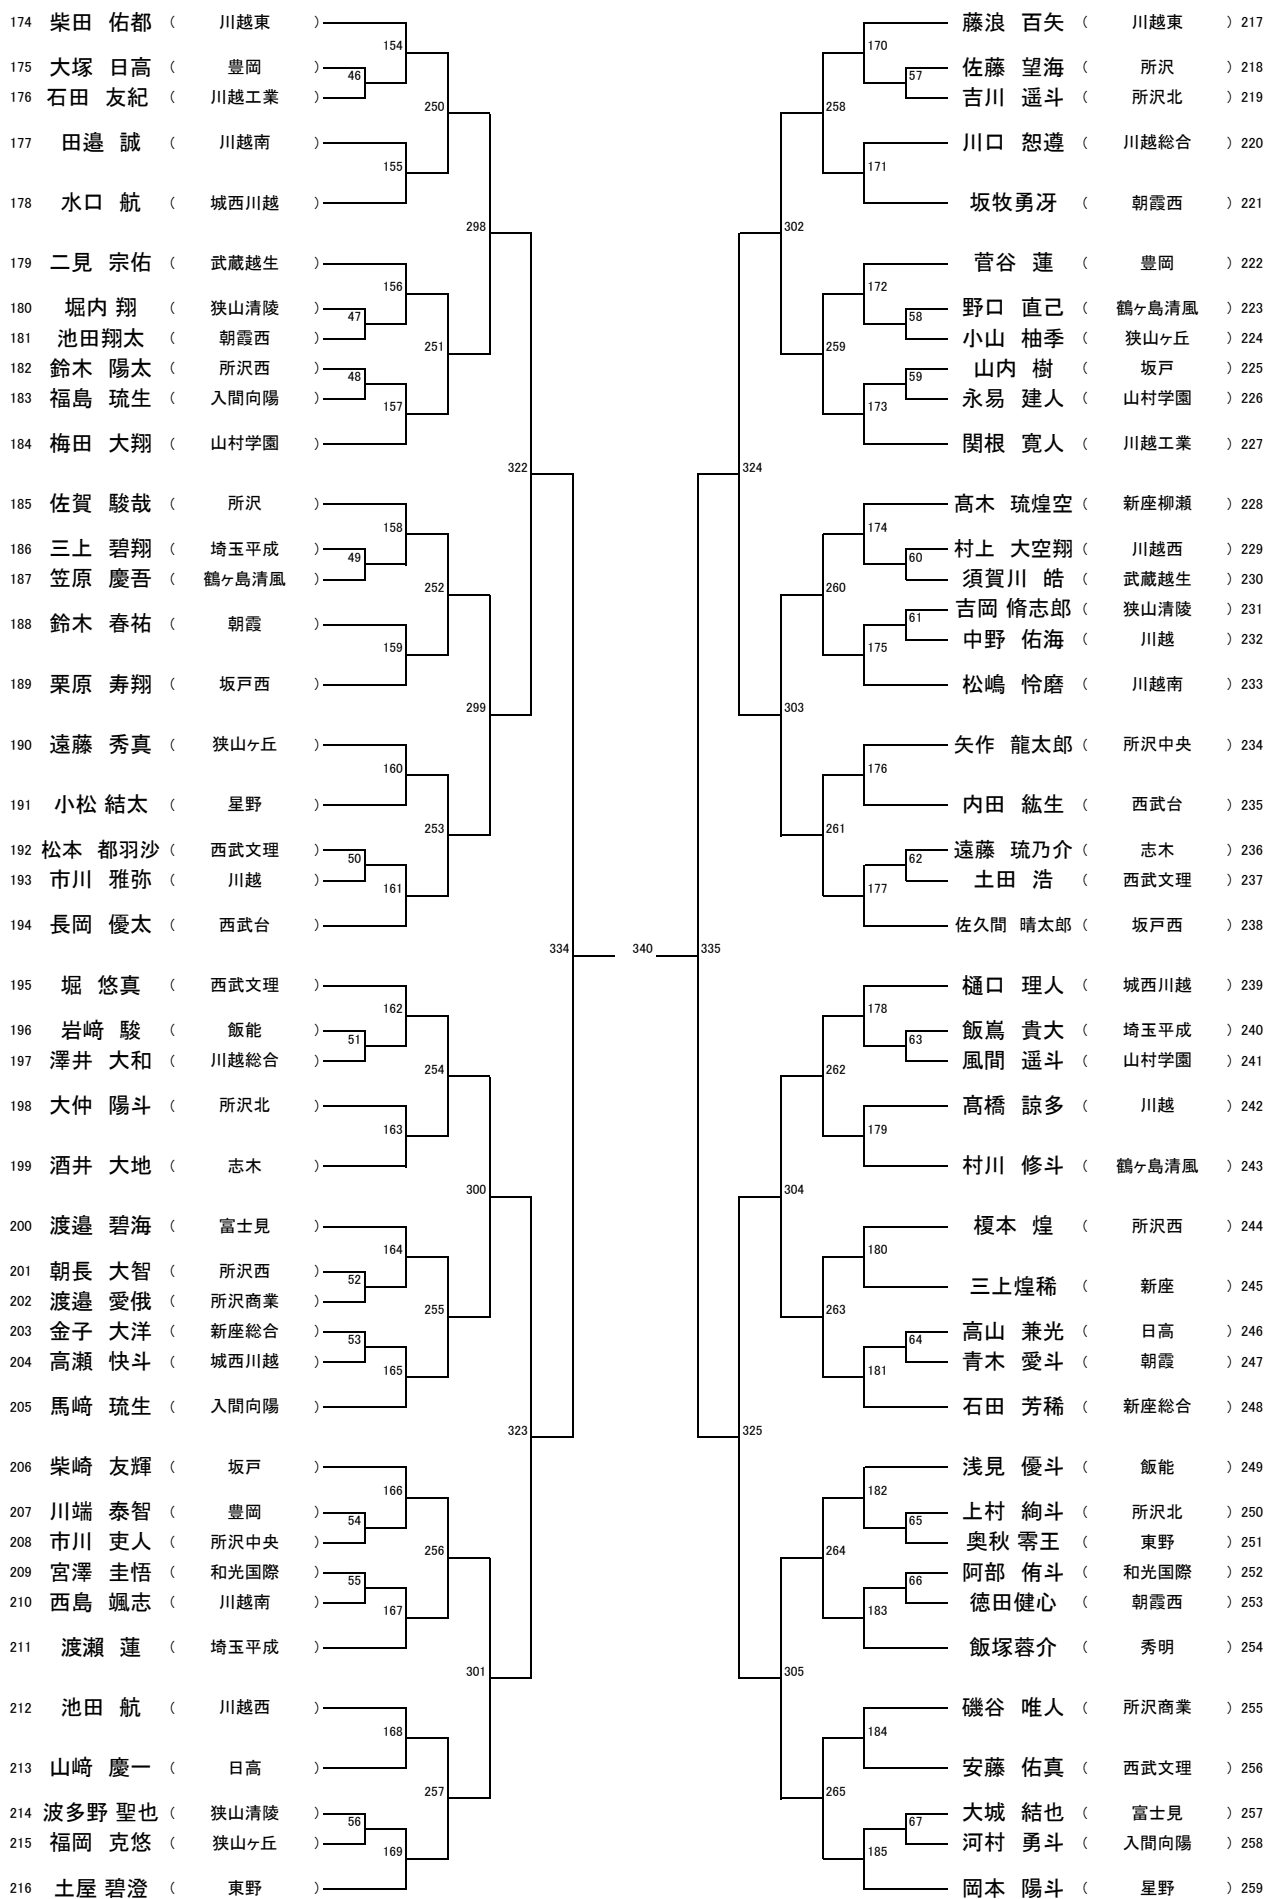 174 柴田 佑都 ( 川越東 )
175 大塚 日高 ( 豊岡 )
176 石田 友紀 ( 川越工業 )
177 田邉 誠 ( 川越南 )
178 水口 航 ( 城西川越 )
179 二見 宗佑 ( 武蔵越生 )
180 堀内 翔 ( 狭山清陵 )
181 池田翔太 ( 朝霞西 )
182 鈴木 陽太 ( 所沢西 )
183 福島 琉生 ( 入間向陽 )
184 梅田 大翔 ( 山村学園 )
185 佐賀 駿哉 ( 所沢 )
186 三上 碧翔 ( 埼玉平成 )
187 笠原 慶吾 ( 鶴ヶ島清風 )
188 鈴木 春祐 ( 朝霞 )
189 栗原 寿翔 ( 坂戸西 )
190 遠藤 秀真 ( 狭山ヶ丘 )
191 小松 結太 ( 星野 )
192 松本 都羽沙 ( 西武文理 )
193 市川 雅弥 ( 川越 )
194 長岡 優太 ( 西武台 )
195 堀 悠真 ( 西武文理 )
196 岩﨑 駿 ( 飯能 )
197 澤井 大和 ( 川越総合 )
198 大仲 陽斗 ( 所沢北 )
199 酒井 大地 ( 志木 )
200 渡邉 碧海 ( 富士見 )
201 朝長 大智 ( 所沢西 )
202 渡邉 愛俄 ( 所沢商業 )
203 金子 大洋 ( 新座総合 )
204 高瀬 快斗 ( 城西川越 )
205 馬﨑 琉生 ( 入間向陽 )
206 柴崎 友輝 ( 坂戸 )
207 川端 泰智 ( 豊岡 )
208 市川 吏人 ( 所沢中央 )
209 宮澤 圭悟 ( 和光国際 )
210 西島 颯志 ( 川越南 )
211 渡瀨 蓮 ( 埼玉平成 )
212 池田 航 ( 川越西 )
213 山﨑 慶一 ( 日高 )
214 波多野 聖也 ( 狭山清陵 )
215 福岡 克悠 ( 狭山ヶ丘 )
216 土屋 碧澄 ( 東野 )
46
47
48
49
50
51
52
53
54
55
56
154
155
156
157
158
159
160
161
162
163
164
165
166
167
168
169
250
251
252
253
254
255
256
257
298
299
300
301
322
323
334
340
335
324
325
302
303
304
305
258
259
260
261
262
263
264
265
170
171
172
173
174
175
176
177
178
179
180
181
182
183
184
185
57
58
59
60
61
62
63
64
65
66
67
藤浪 百矢 ( 川越東 ) 217
佐藤 望海 ( 所沢 ) 218
吉川 遥斗 ( 所沢北 ) 219
川口 恕遵 ( 川越総合 ) 220
坂牧勇冴 ( 朝霞西 ) 221
菅谷 蓮 ( 豊岡 ) 222
野口 直己 ( 鶴ヶ島清風 ) 223
小山 柚季 ( 狭山ヶ丘 ) 224
山内 樹 ( 坂戸 ) 225
永易 建人 ( 山村学園 ) 226
関根 寛人 ( 川越工業 ) 227
髙木 琉煌空 ( 新座柳瀬 ) 228
村上 大空翔 ( 川越西 ) 229
須賀川 皓 ( 武蔵越生 ) 230
吉岡 脩志郎 ( 狭山清陵 ) 231
中野 佑海 ( 川越 ) 232
松嶋 怜磨 ( 川越南 ) 233
矢作 龍太郎 ( 所沢中央 ) 234
内田 紘生 ( 西武台 ) 235
遠藤 琉乃介 ( 志木 ) 236
土田 浩 ( 西武文理 ) 237
佐久間 晴太郎 ( 坂戸西 ) 238
樋口 理人 ( 城西川越 ) 239
飯嶌 貴大 ( 埼玉平成 ) 240
風間 遥斗 ( 山村学園 ) 241
髙橋 諒多 ( 川越 ) 242
村川 修斗 ( 鶴ヶ島清風 ) 243
榎本 煌 ( 所沢西 ) 244
三上煌稀 ( 新座 ) 245
高山 兼光 ( 日高 ) 246
青木 愛斗 ( 朝霞 ) 247
石田 芳稀 ( 新座総合 ) 248
浅見 優斗 ( 飯能 ) 249
上村 絢斗 ( 所沢北 ) 250
奥秋 零王 ( 東野 ) 251
阿部 侑斗 ( 和光国際 ) 252
徳田健心 ( 朝霞西 ) 253
飯塚蓉介 ( 秀明 ) 254
磯谷 唯人 ( 所沢商業 ) 255
安藤 佑真 ( 西武文理 ) 256
大城 結也 ( 富士見 ) 257
河村 勇斗 ( 入間向陽 ) 258
岡本 陽斗 ( 星野 ) 259